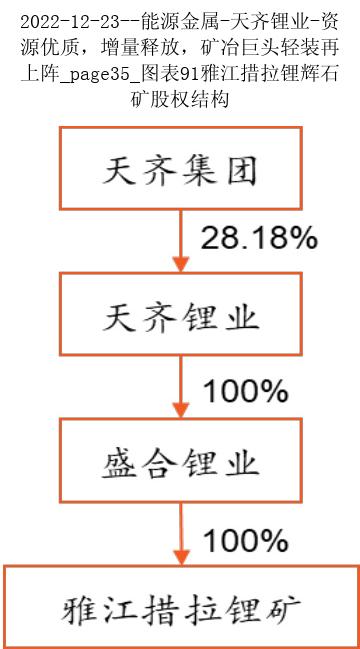 2022-12-23--能源金属-天齐锂业-资
源优质，增量释放，矿冶巨头轻装再
上阵_page35_图表91雅江措拉锂辉石
矿股权结构
天齐集团
28.18%
天齐锂业
100%
盛合锂业
100%
雅江措拉锂矿